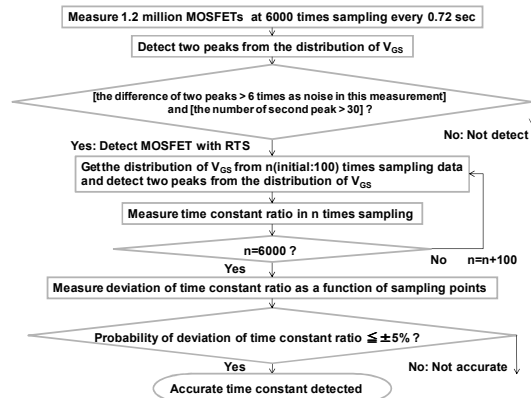 Measure 1.2 million MOSFETs at 6000 times sampling every 0.72 sec
Detect two peaks from the distribution of VGS
[the difference of two peaks > 6 times as noise in this measurement]
and [the number of second peak > 30] ?
No: Not detect
Yes: Detect MOSFET with RTS
Get the distribution of VGS from n(initial:100) times sampling data
and detect two peaks from the distribution of VGS
Measure time constant ratio in n times sampling
n=6000 ?
No n=n+100
Yes
Measure deviation of time constant ratio as a function of sampling points
Probability of deviation of time constant ratio ≦ ±5% ?
Yes
No: Not accurate
Accurate time constant detected